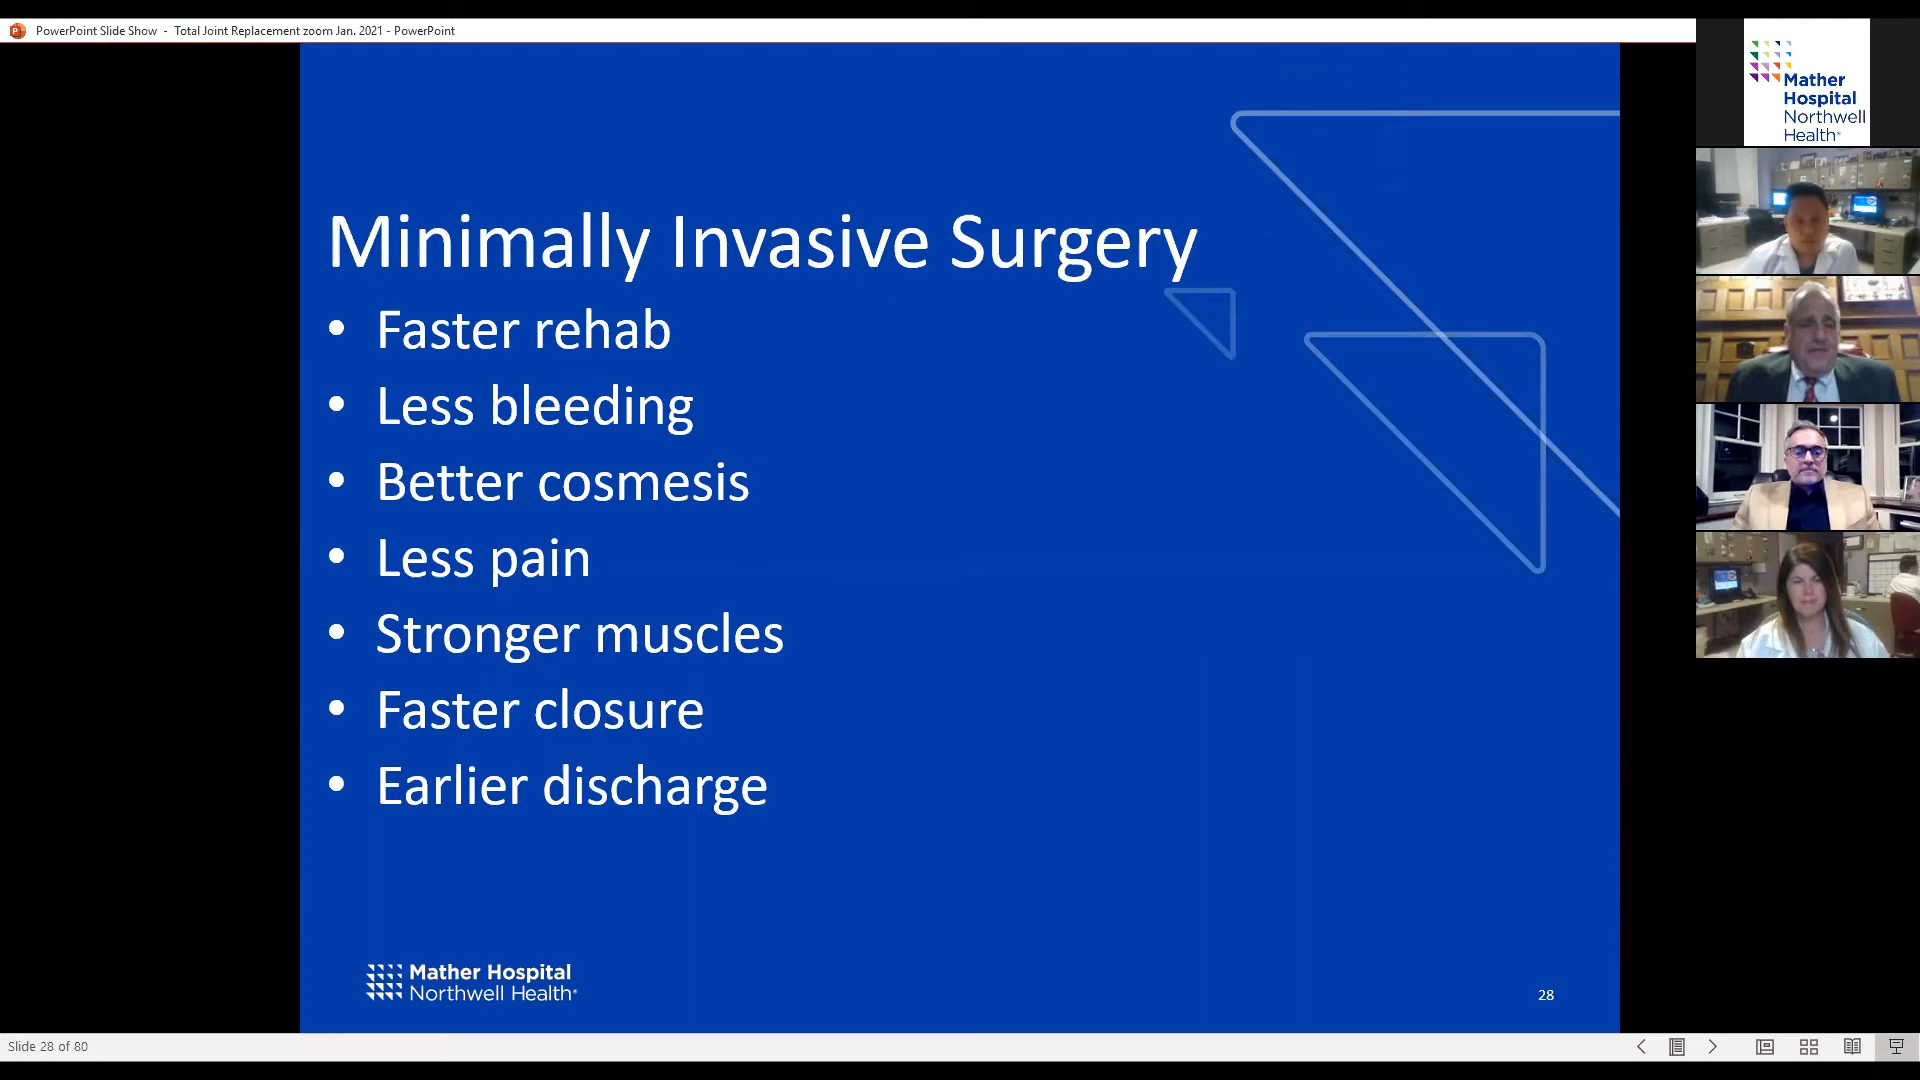 PowerPoint Slide Show - Total Joint Replacement zoom Jan. 2021 - PowerPoint
Mather
Hospital
Northwell
Health®
Minimally Invasive Surgery
• Faster rehab
• Less bleeding
• Better cosmesis
• Less pain
• Stronger muscles
• Faster closure
• Earlier discharge
Mather Hospital
Northwell Health®
28
Slide 28 of 80